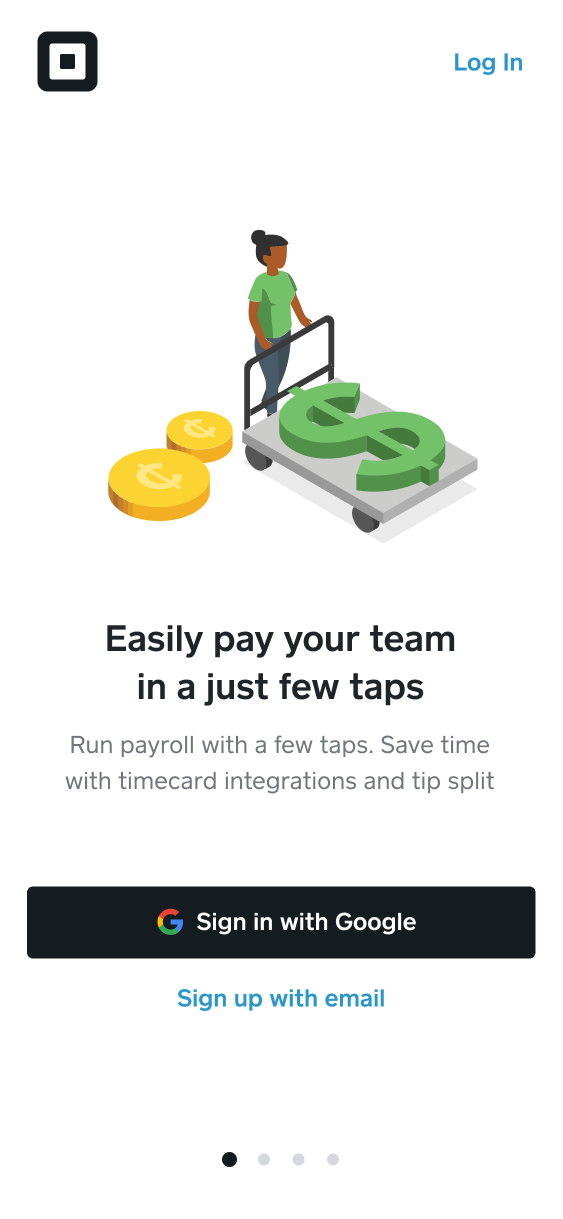 Log In
Easily pay your team
in a just few taps
Run payroll with a few taps. Save time
with timecard integrations and tip split
Sign in with Google
Sign up with email